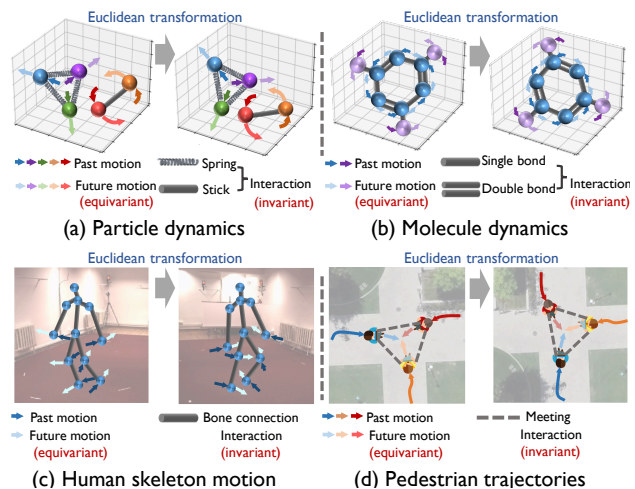 Euclidean transformation
Euclidean transformation
Past motion
Spring
Future motion
(equivariant)
Stick
Interaction
(invariant)
(a) Particle dynamics
Past motion
Single bond
Future motion
(equivariant)
Double bond
Interaction
(invariant)
(b) Molecule dynamics
Euclidean transformation
Euclidean transformation
Past motion
Bone connection
Future motion
Interaction
(equivariant)
(invariant)
(c) Human skeleton motion
Past motion
Meeting
Future motion
Interaction
(equivariant)
(invariant)
(d) Pedestrian trajectories